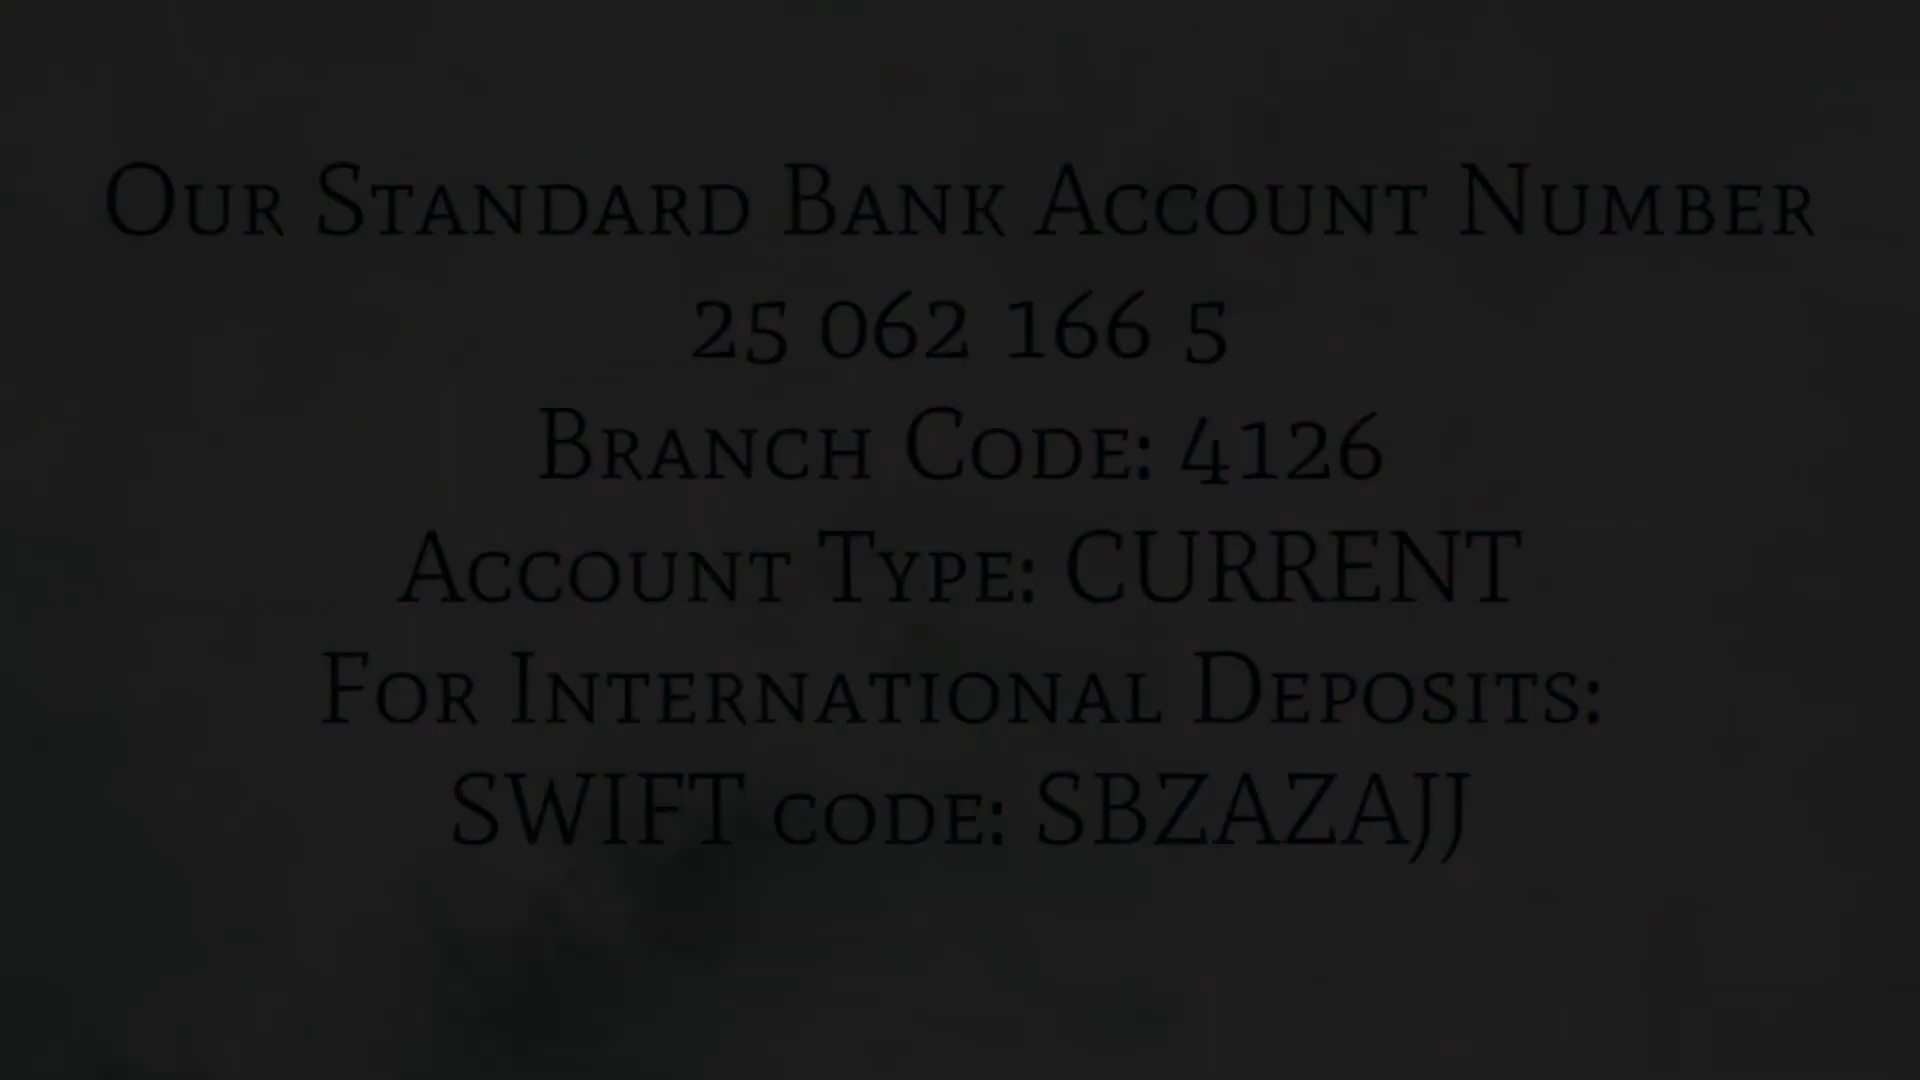 Our Standard Bank Account Number
25 062 166 5
Branch Code: 4126
Account Type: CURRENT
For International Deposits:
SWIFT code: SBZAZAJJ